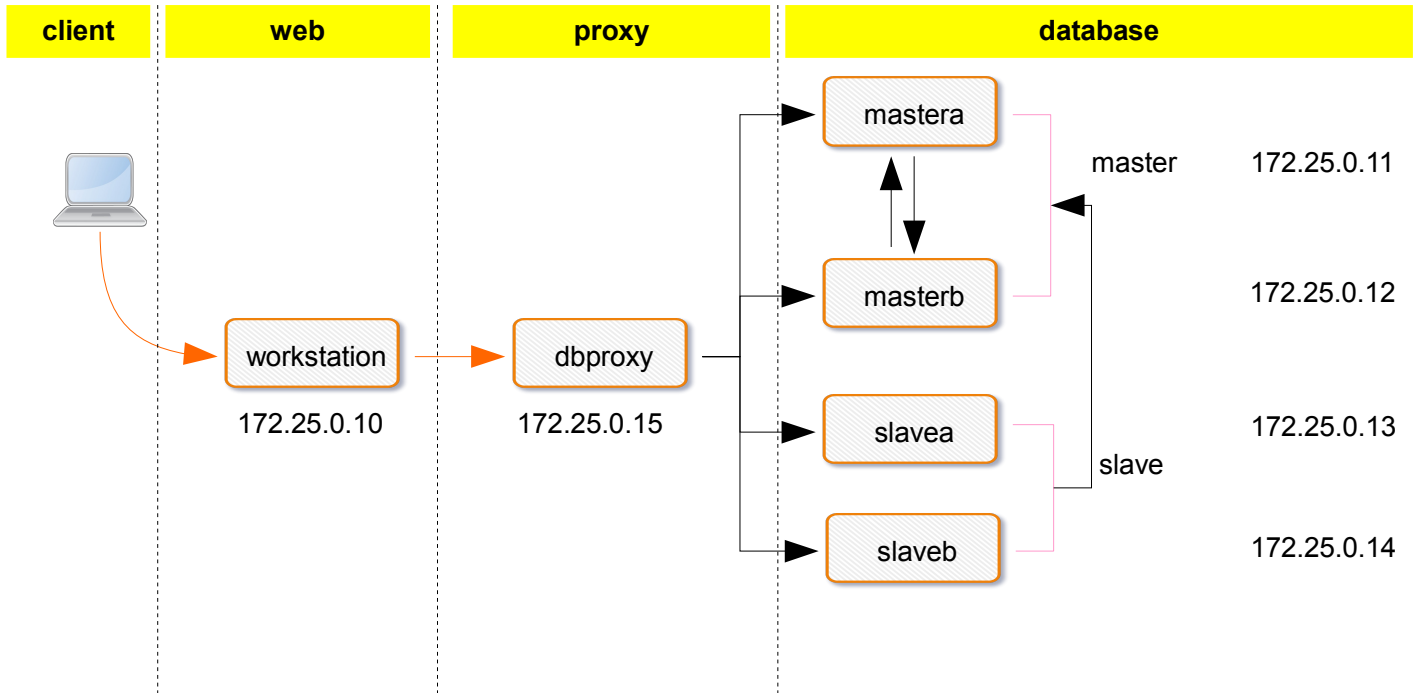 client
web
proxy
database
mastera
master
172.25.0.11
masterb
172.25.0.12
workstation
172.25.0.10
dbproxy
172.25.0.15
slavea
172.25.0.13
slave
slaveb
172.25.0.14